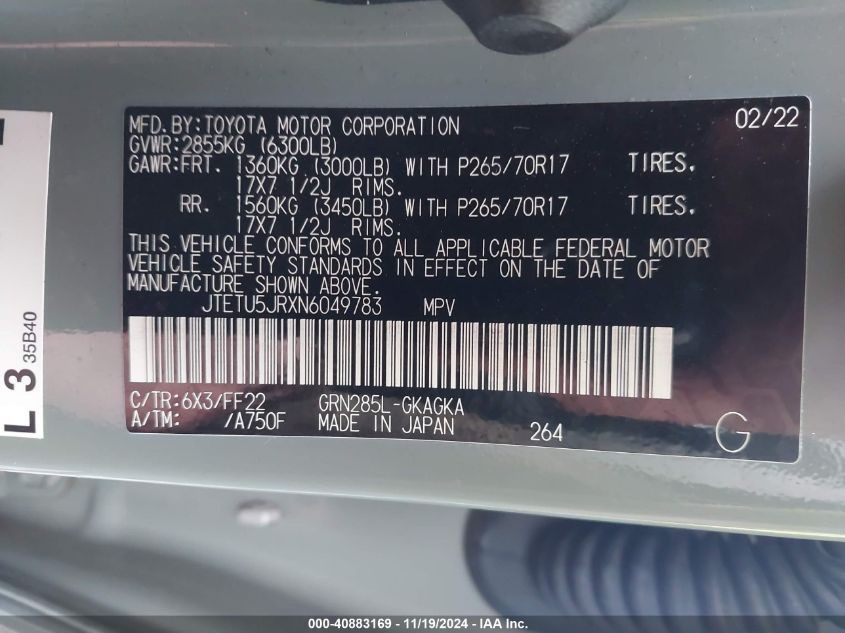 MFD.BY:TOYOTA MOTOR CORPORATION 02/22
GVWR:2855KG (6300LB)
GAWR:FRT. 1360KG (3000LB) WITH P265/70R17 TIRES.
17X7 1/2J RIMS.
RR. 1560KG (3450LB) WITH P265/70R17 TIRES.
17X7 1/2J RIMS.
THIS VEHICLE CONFORMS TO ALL APPLICABLE FEDERAL MOTOR
VEHICLE SAFETY STANDARDS IN EFFECT ON THE DATE OF
MANUFACTURE SHOWN ABOVE.
JTETU5JRXN6049783 MPV
C/TR:6X3/FF22 GRN285L-GKAGKA
A/TM: /A750F MADE IN JAPAN 264 G
L 3 35B40
000-40883169 - 11/19/2024 - IAA Inc.